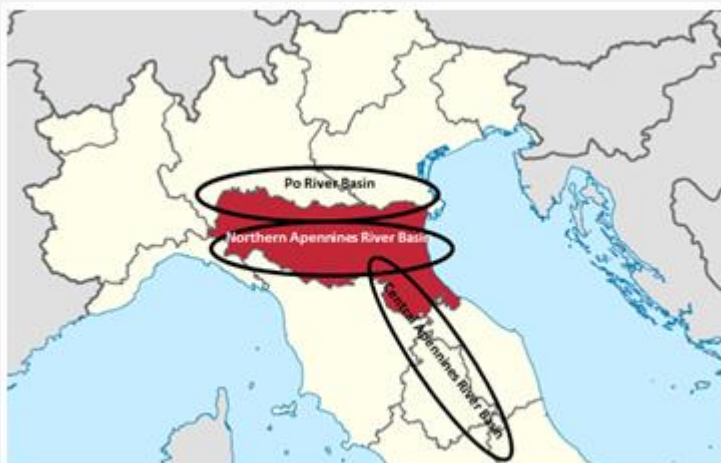 Po River Basin
Northern Apennines River Basin
Central Apennines River Basin